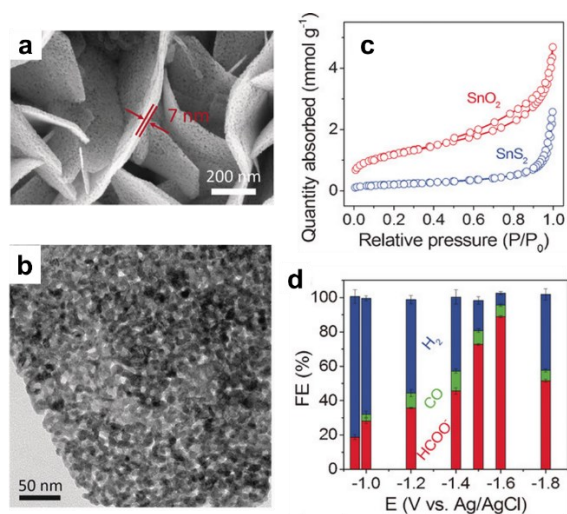 a
7 nm
200 nm
b
50 nm
c
Quantity absorbed (mmol g⁻¹)
4
2
0
SnO₂
SnS₂
0.0 0.2 0.4 0.6 0.8 1.0
Relative pressure (P/P₀)
d
FE (%)
100
80
60
40
20
0
H₂
CO
HCOO
-1.0 -1.2 -1.4 -1.6 -1.8
E (V vs. Ag/AgCl)